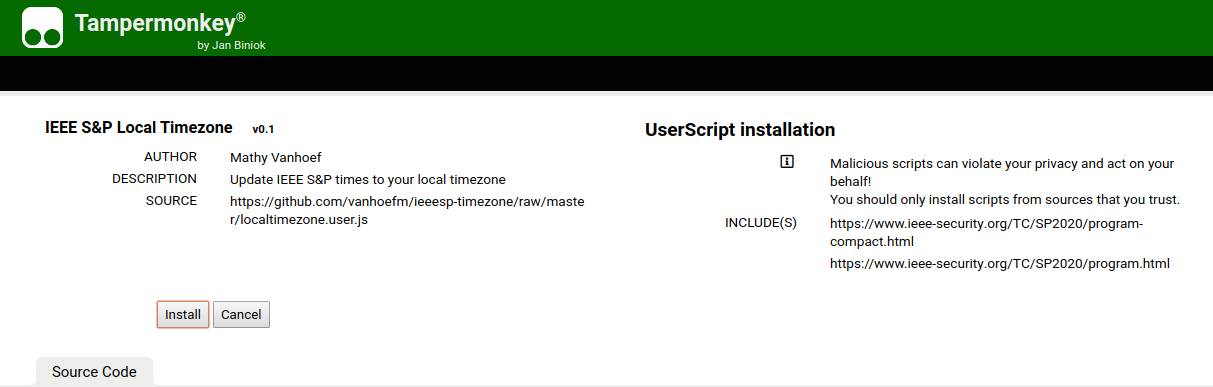 Tampermonkey®
by Jan Biniok
IEEE S&P Local Timezone v0.1
AUTHOR Mathy Vanhoef
DESCRIPTION Update IEEE S&P times to your local timezone
SOURCE https://github.com/vanhoefm/ieeesp-timezone/raw/maste
r/localtimezone.user.js
Install Cancel
UserScript installation
Malicious scripts can violate your privacy and act on your
behalf!
You should only install scripts from sources that you trust.
INCLUDE(S) https://www.ieee-security.org/TC/SP2020/program-
compact.html
https://www.ieee-security.org/TC/SP2020/program.html
Source Code